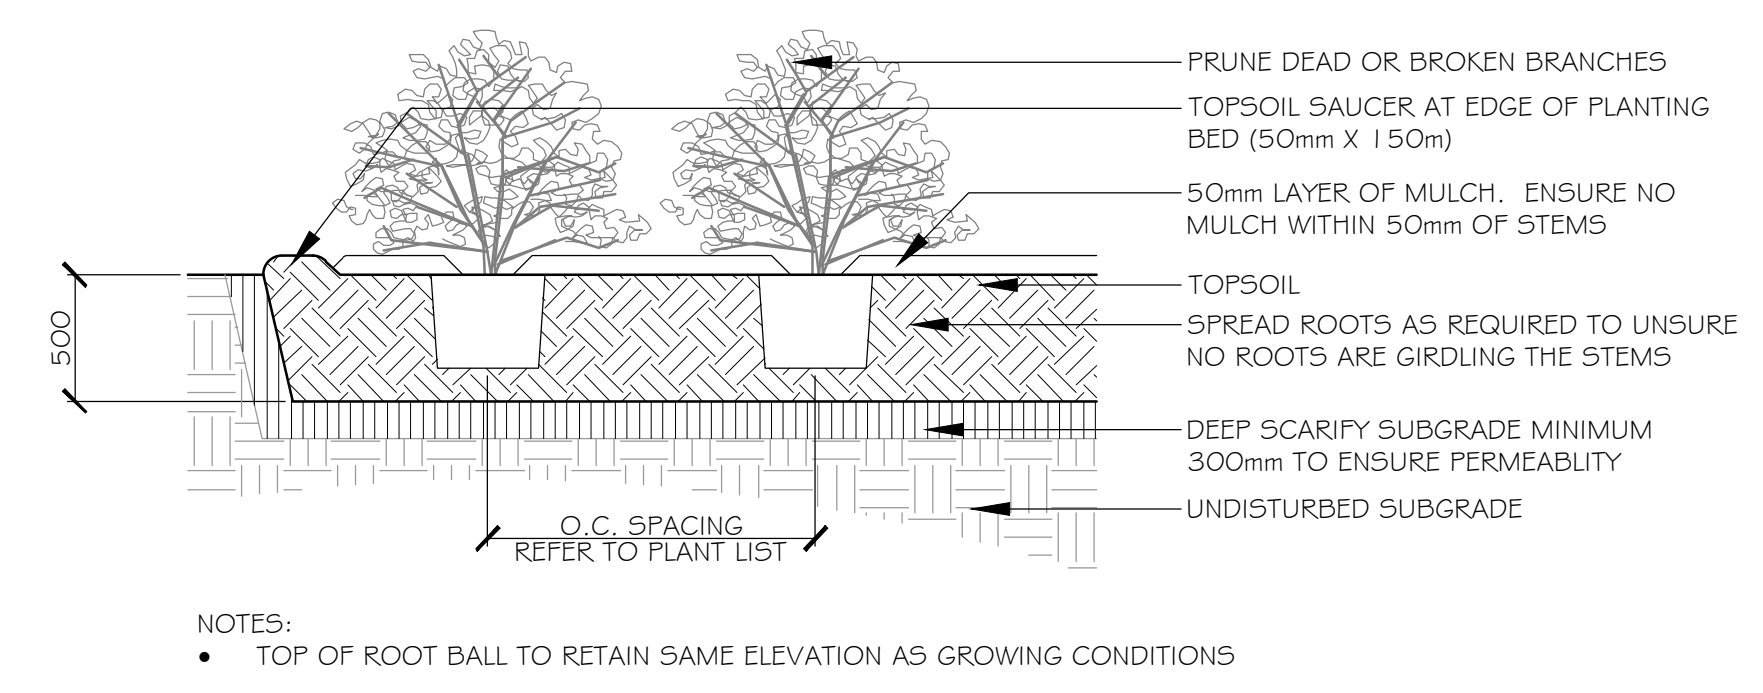 PRUNE DEAD OR BROKEN BRANCHES
TOPSOIL SAUCER AT EDGE OF PLANTING
BED (50mm X 150m)
50mm LAYER OF MULCH. ENSURE NO
MULCH WITHIN 50mm OF STEMS
TOPSOIL
SPREAD ROOTS AS REQUIRED TO UNSURE
NO ROOTS ARE GIRDLING THE STEMS
DEEP SCARIFY SUBGRADE MINIMUM
300mm TO ENSURE PERMEABLITY
UNDISTURBED SUBGRADE
500
O.C. SPACING
REFER TO PLANT LIST
NOTES:
• TOP OF ROOT BALL TO RETAIN SAME ELEVATION AS GROWING CONDITIONS